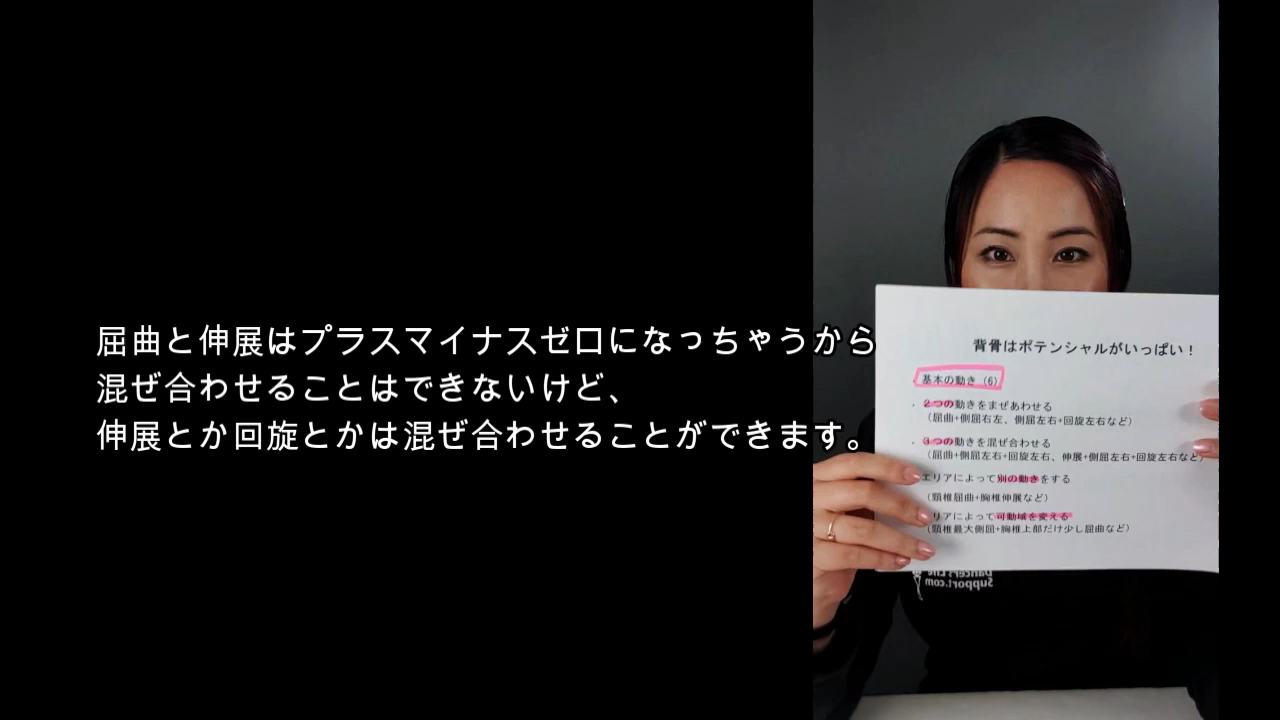 屈曲と伸展はプラスマイナスゼロになっちゃうから
混ぜ合わせることはできないけど、
伸展とか回旋とかは混ぜ合わせることができます。
背骨はポテンシャルがいっぱい！
・基本の動き（6）
・２つの動きをまぜあわせる
（屈曲+側屈右左、側屈左右+回旋左右など）
・３つの動きを混ぜ合わせる
（屈曲+側屈左右+回旋左右、伸展+側屈左右+回旋左右など）
エリアによって別の動きをする
（頸椎屈曲+胸椎伸展など）
リアによって可動域を変える
（頸椎最大側屈+胸椎上部だけ少し屈曲など）
Dancer's Life
Support.com